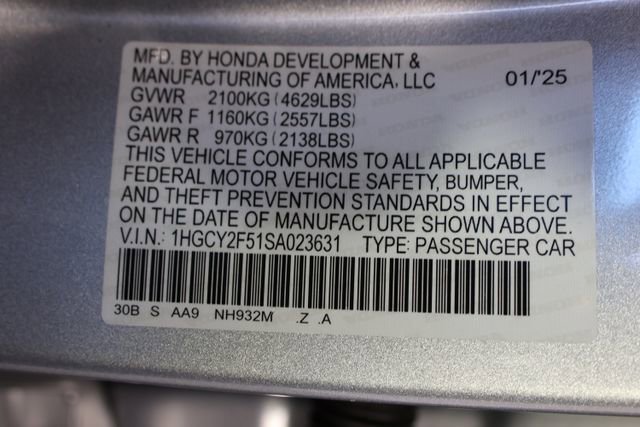 MFD. BY HONDA DEVELOPMENT &
MANUFACTURING OF AMERICA, LLC 01/'25
GVWR 2100KG (4629LBS)
GAWR F 1160KG (2557LBS)
GAWR R 970KG (2138LBS)
THIS VEHICLE CONFORMS TO ALL APPLICABLE
FEDERAL MOTOR VEHICLE SAFETY, BUMPER,
AND THEFT PREVENTION STANDARDS IN EFFECT
ON THE DATE OF MANUFACTURE SHOWN ABOVE.
V.I.N.: 1HGCY2F51SA023631 TYPE: PASSENGER CAR
30B S AA9 NH932M .Z .A